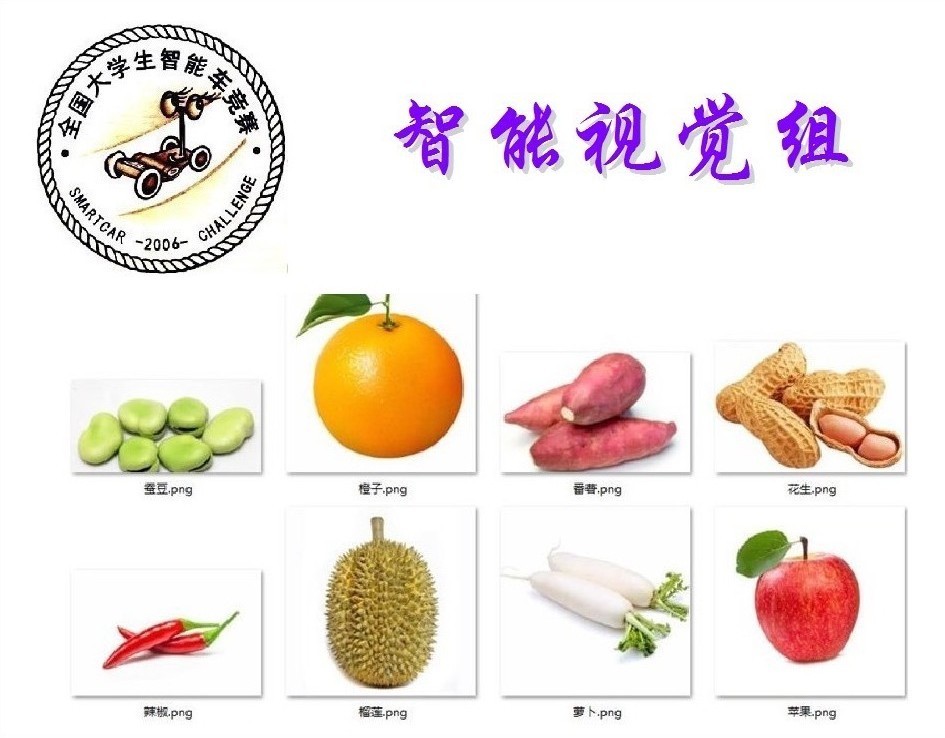 全国大学生智能车竞赛
SMARTCAR -2006- CHALLENGE
智能视觉组
蚕豆.png
橙子.png
番薯.png
花生.png
辣椒.png
榴莲.png
萝卜.png
苹果.png